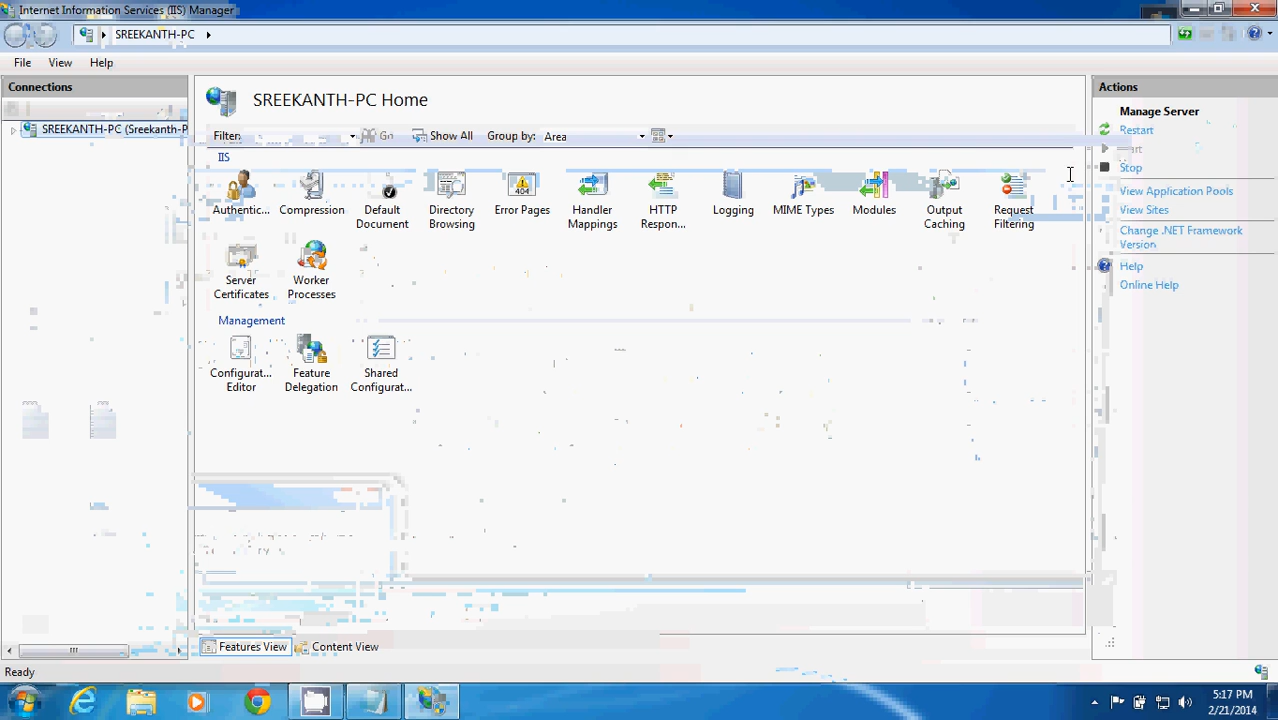 Internet Information Services (IIS) Manager
SREEKANTH-PC
File View Help
Connections
SREEKANTH-PC (Sreekanth-P
SREEKANTH-PC Home
Filter: Go Show All Group by: Area
IIS
Authentic... Compression Default Document Directory Browsing Error Pages Handler Mappings HTTP Respon... Logging MIME Types Modules Output Caching Request Filtering
404
Server Certificates Worker Processes
Management
Configurat... Editor Feature Delegation Shared Configurat...
Features View Content View
Actions
Manage Server
Restart
Stop
View Application Pools
View Sites
Change .NET Framework
Version
Help
Online Help
Ready
5:17 PM
2/21/2014